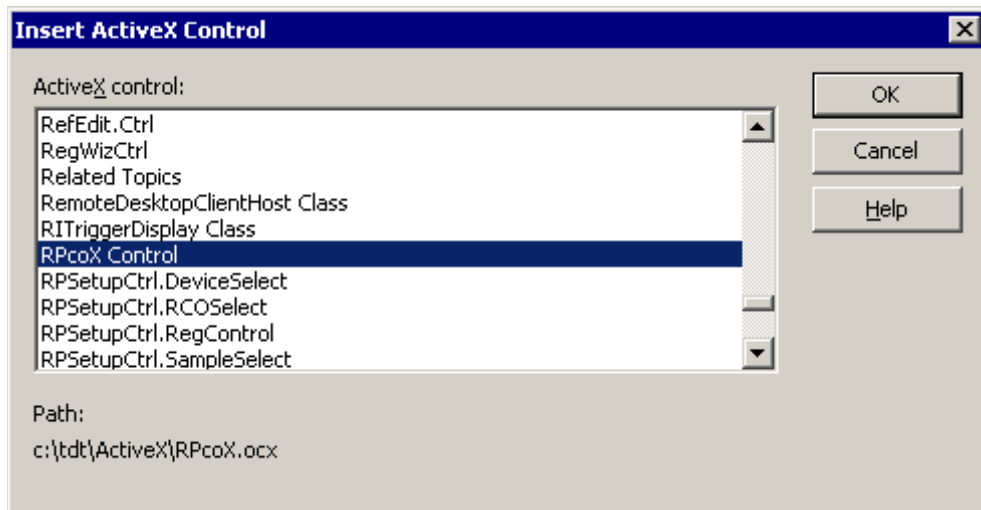 Insert ActiveX Control
ActiveX control:
RefEdit.Ctrl
RegWizCtrl
Related Topics
RemoteDesktopClientHost Class
RITriggerDisplay Class
RPcoX Control
RPSetupCtrl.DeviceSelect
RPSetupCtrl.RCOSelect
RPSetupCtrl.RegControl
RPSetupCtrl.SampleSelect
OK
Cancel
Help
Path:
c:\tdt\ActiveX\RPcoX.ocx